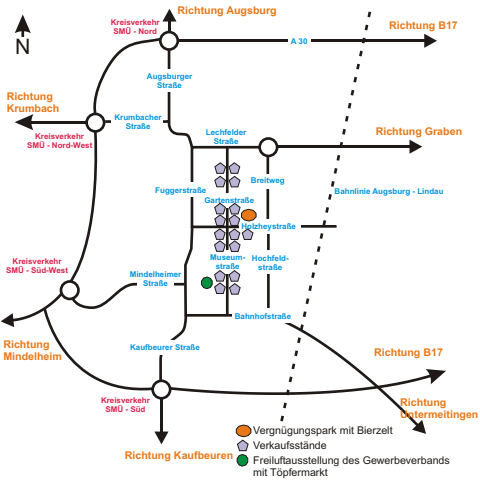 Richtung Augsburg
Kreisverkehr
SMÜ - Nord
Richtung B17
N
A 30
Augsburger
Straße
Richtung
Krumbach
Krumbacher
Straße
Kreisverkehr
SMÜ - Nord-West
Lechfelder
Straße
Richtung Graben
Fuggerstraße
Breitweg
Bahnlinie Augsburg - Lindau
Gartenstraße
Holzheystraße
Kreisverkehr
SMÜ - Süd-West
Mindelheimer
Straße
Museum-
straße
Hochfeld-
straße
Bahnhofstraße
Richtung
Mindelheim
Kaufbeurer Straße
Richtung B17
Kreisverkehr
SMÜ - Süd
Richtung
Untermeitingen
Richtung Kaufbeuren
Vergnügungspark mit Bierzelt
Verkaufsstände
Freiluftausstellung des Gewerbeverbands
mit Töpfermarkt